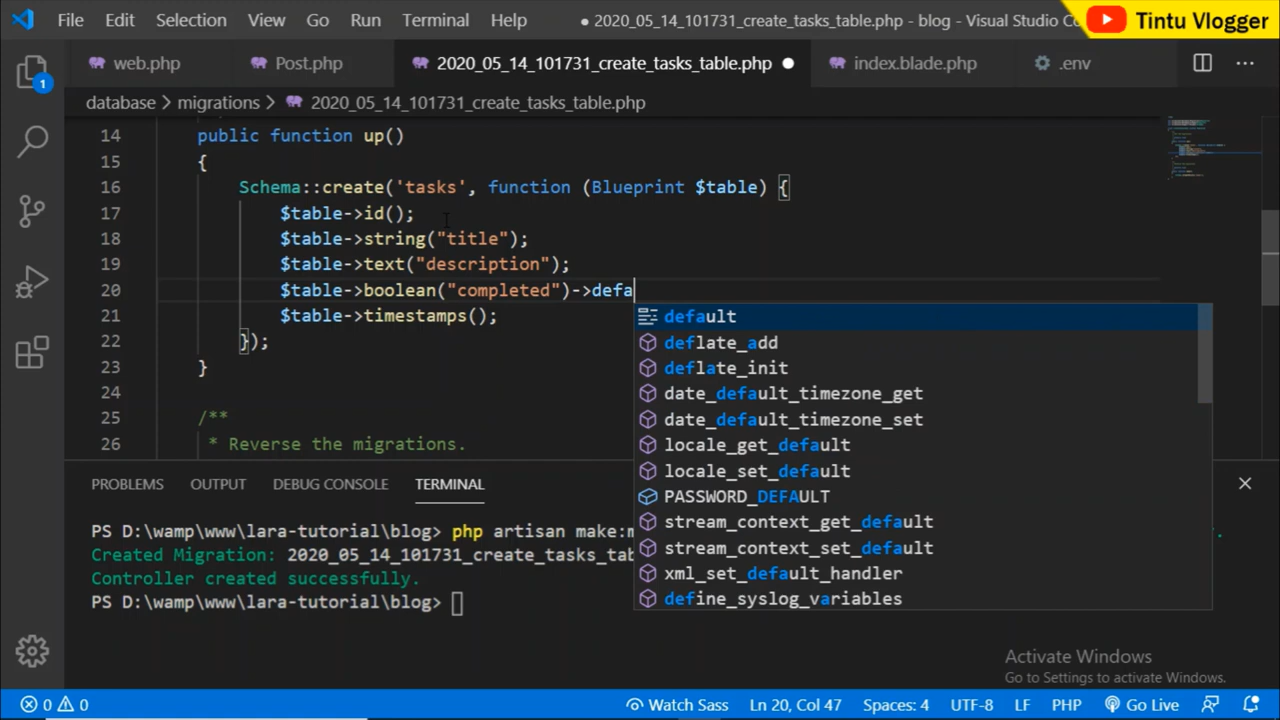 File Edit Selection View Go Run Terminal Help ● 2020_05_14_101731_create_tasks_table.php - blog - Visual Studio Co
Tintu Vlogger
web.php Post.php 2020_05_14_101731_create_tasks_table.php ● index.blade.php .env ...
1
database > migrations > 2020_05_14_101731_create_tasks_table.php
14 public function up()
15 {
16 Schema::create('tasks', function (Blueprint $table) {
17 $table->id();
18 $table->string("title");
19 $table->text("description");
20 $table->boolean("completed")->defa
21 $table->timestamps();
22 });
23 }
24
25 /**
26 * Reverse the migrations.
default
deflate_add
deflate_init
date_default_timezone_get
date_default_timezone_set
locale_get_default
locale_set_default
PASSWORD_DEFAULT
stream_context_get_default
stream_context_set_default
xml_set_default_handler
define_syslog_variables
PROBLEMS OUTPUT DEBUG CONSOLE TERMINAL
PS D:\wamp\www\lara-tutorial\blog> php artisan make:m
Created Migration: 2020_05_14_101731_create_tasks_tab
Controller created successfully.
PS D:\wamp\www\lara-tutorial\blog>
Activate Windows
Go to Settings to activate Windows.
0 0 Watch Sass Ln 20, Col 47 Spaces: 4 UTF-8 LF PHP Go Live